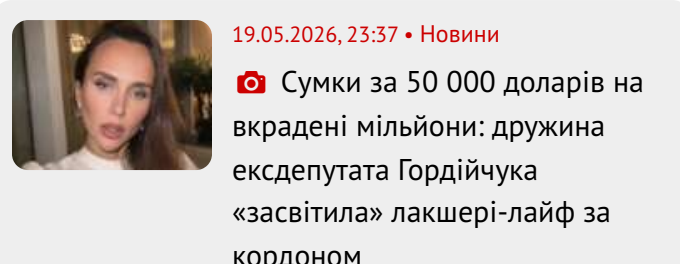 19.05.2026, 23:37 • Новини
Сумки за 50 000 доларів на
вкрадені мільйони: дружина
ексдепутата Гордійчука
«засвітила» лакшері-лайф за
кордоном